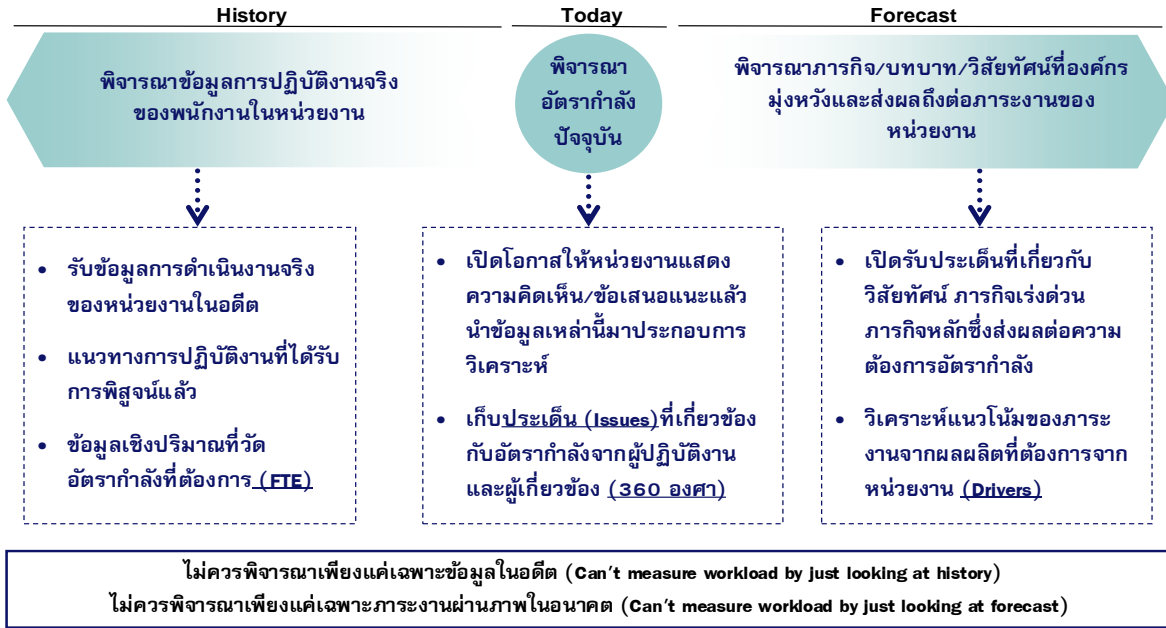 History
Today
Forecast
พิจารณาข้อมูลการปฏิบัติงานจริง
ของพนักงานในหน่วยงาน
พิจารณา
อัตรากำลัง
ปัจจุบัน
พิจารณาภารกิจ/บทบาท/วิสัยทัศน์ที่องค์กร
มุ่งหวังและส่งผลถึงต่อภาระงานของ
หน่วยงาน
• รับข้อมูลการดำเนินงานจริง
ของหน่วยงานในอดีต
• แนวทางการปฏิบัติงานที่ได้รับ
การพิสูจน์แล้ว
• ข้อมูลเชิงปริมาณที่วัด
อัตรากำลังที่ต้องการ (FTE)
• เปิดโอกาสให้หน่วยงานแสดง
ความคิดเห็น/ข้อเสนอแนะแล้ว
นำข้อมูลเหล่านี้มาประกอบการ
วิเคราะห์
• เก็บประเด็น (Issues)ที่เกี่ยวข้อง
กับอัตรากำลังจากผู้ปฏิบัติงาน
และผู้เกี่ยวข้อง (360 องศา)
• เปิดรับประเด็นที่เกี่ยวกับ
วิสัยทัศน์ ภารกิจเร่งด่วน
ภารกิจหลักซึ่งส่งผลต่อความ
ต้องการอัตรากำลัง
• วิเคราะห์แนวโน้มของภาระ
งานจากผลผลิตที่ต้องการจาก
หน่วยงาน (Drivers)
ไม่ควรพิจารณาเพียงแค่เฉพาะข้อมูลในอดีต (Can't measure workload by just looking at history)
ไม่ควรพิจารณาเพียงแค่เฉพาะภาระงานผ่านภาพในอนาคต (Can't measure workload by just looking at forecast)